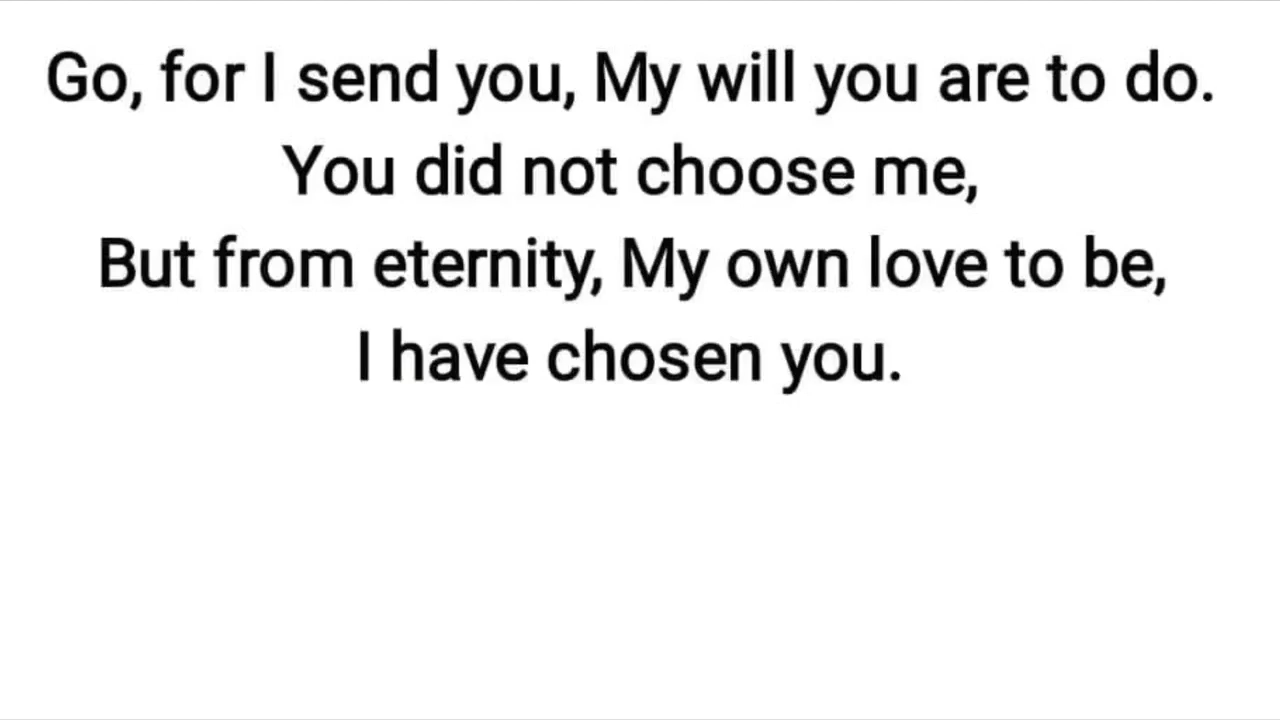 Go, for I send you, My will you are to do.
You did not choose me,
But from eternity, My own love to be,
I have chosen you.